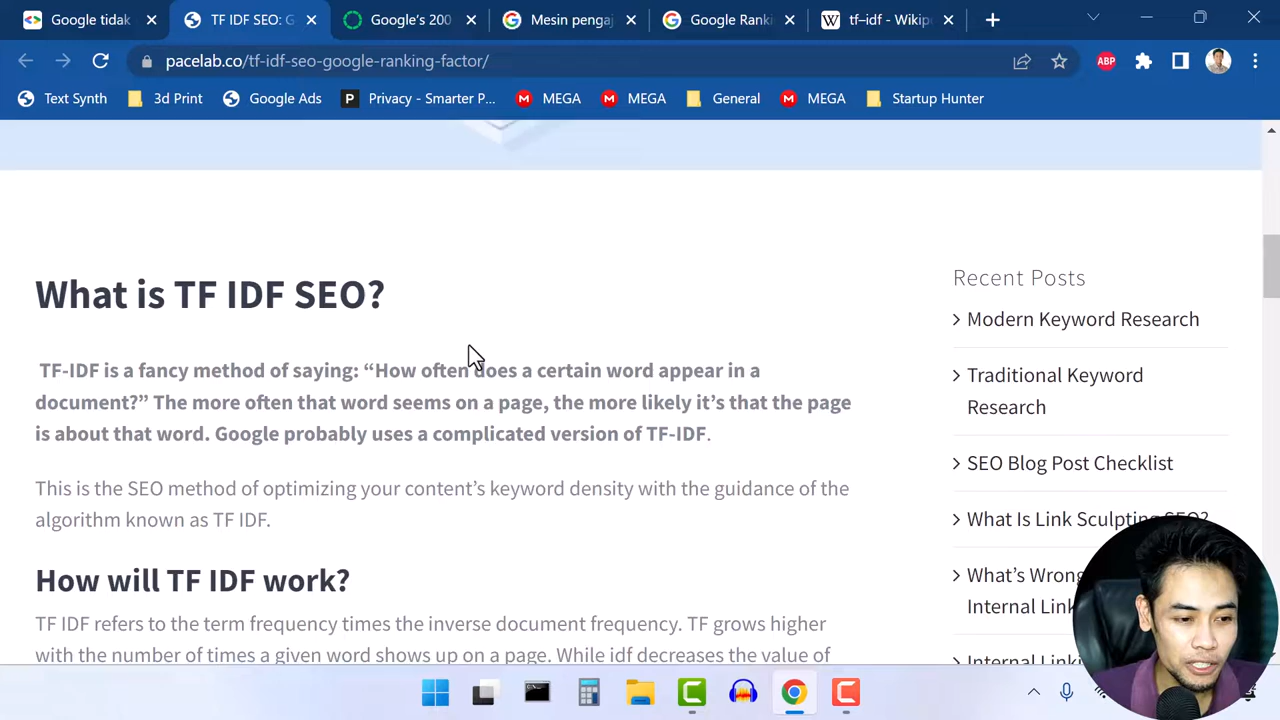 Google tidak
TF IDF SEO: G
Google's 200
Mesin pengaj
Google Ranki
tf–idf - Wikipe
pacelab.co/tf-idf-seo-google-ranking-factor/
ABP
Text Synth
3d Print
Google Ads
Privacy - Smarter P...
MEGA
MEGA
General
MEGA
Startup Hunter
What is TF IDF SEO?
TF-IDF is a fancy method of saying: “How often does a certain word appear in a
document?” The more often that word seems on a page, the more likely it’s that the page
is about that word. Google probably uses a complicated version of TF-IDF.
This is the SEO method of optimizing your content’s keyword density with the guidance of the
algorithm known as TF IDF.
How will TF IDF work?
TF IDF refers to the term frequency times the inverse document frequency. TF grows higher
with the number of times a given word shows up on a page. While idf decreases the value of
Recent Posts
Modern Keyword Research
Traditional Keyword
Research
SEO Blog Post Checklist
What Is Link Sculpting SEO?
What’s Wrong
Internal Link
Internal Linki